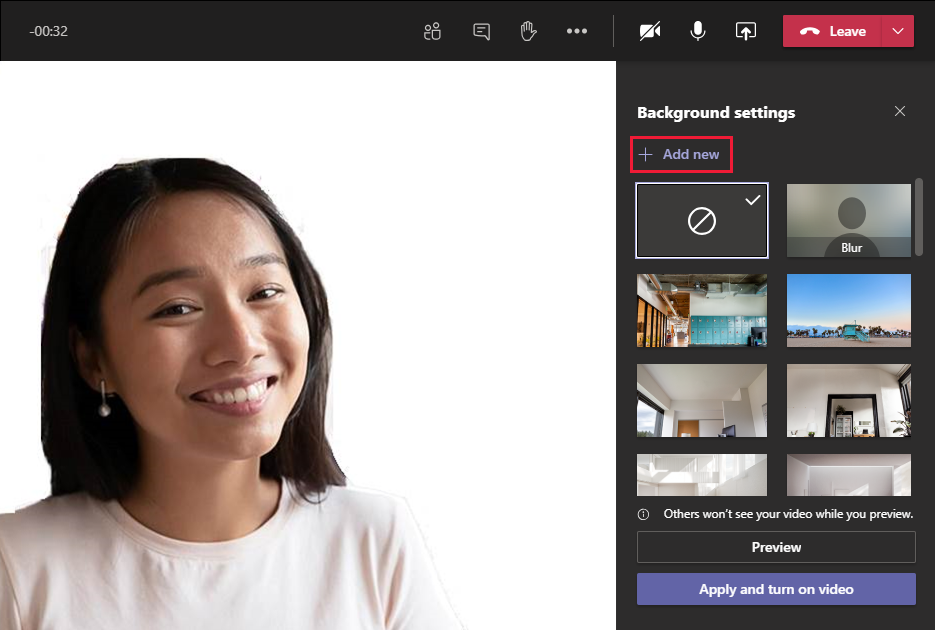 -00:32
Leave
Background settings
Add new
Blur
Others won't see your video while you preview.
Preview
Apply and turn on video